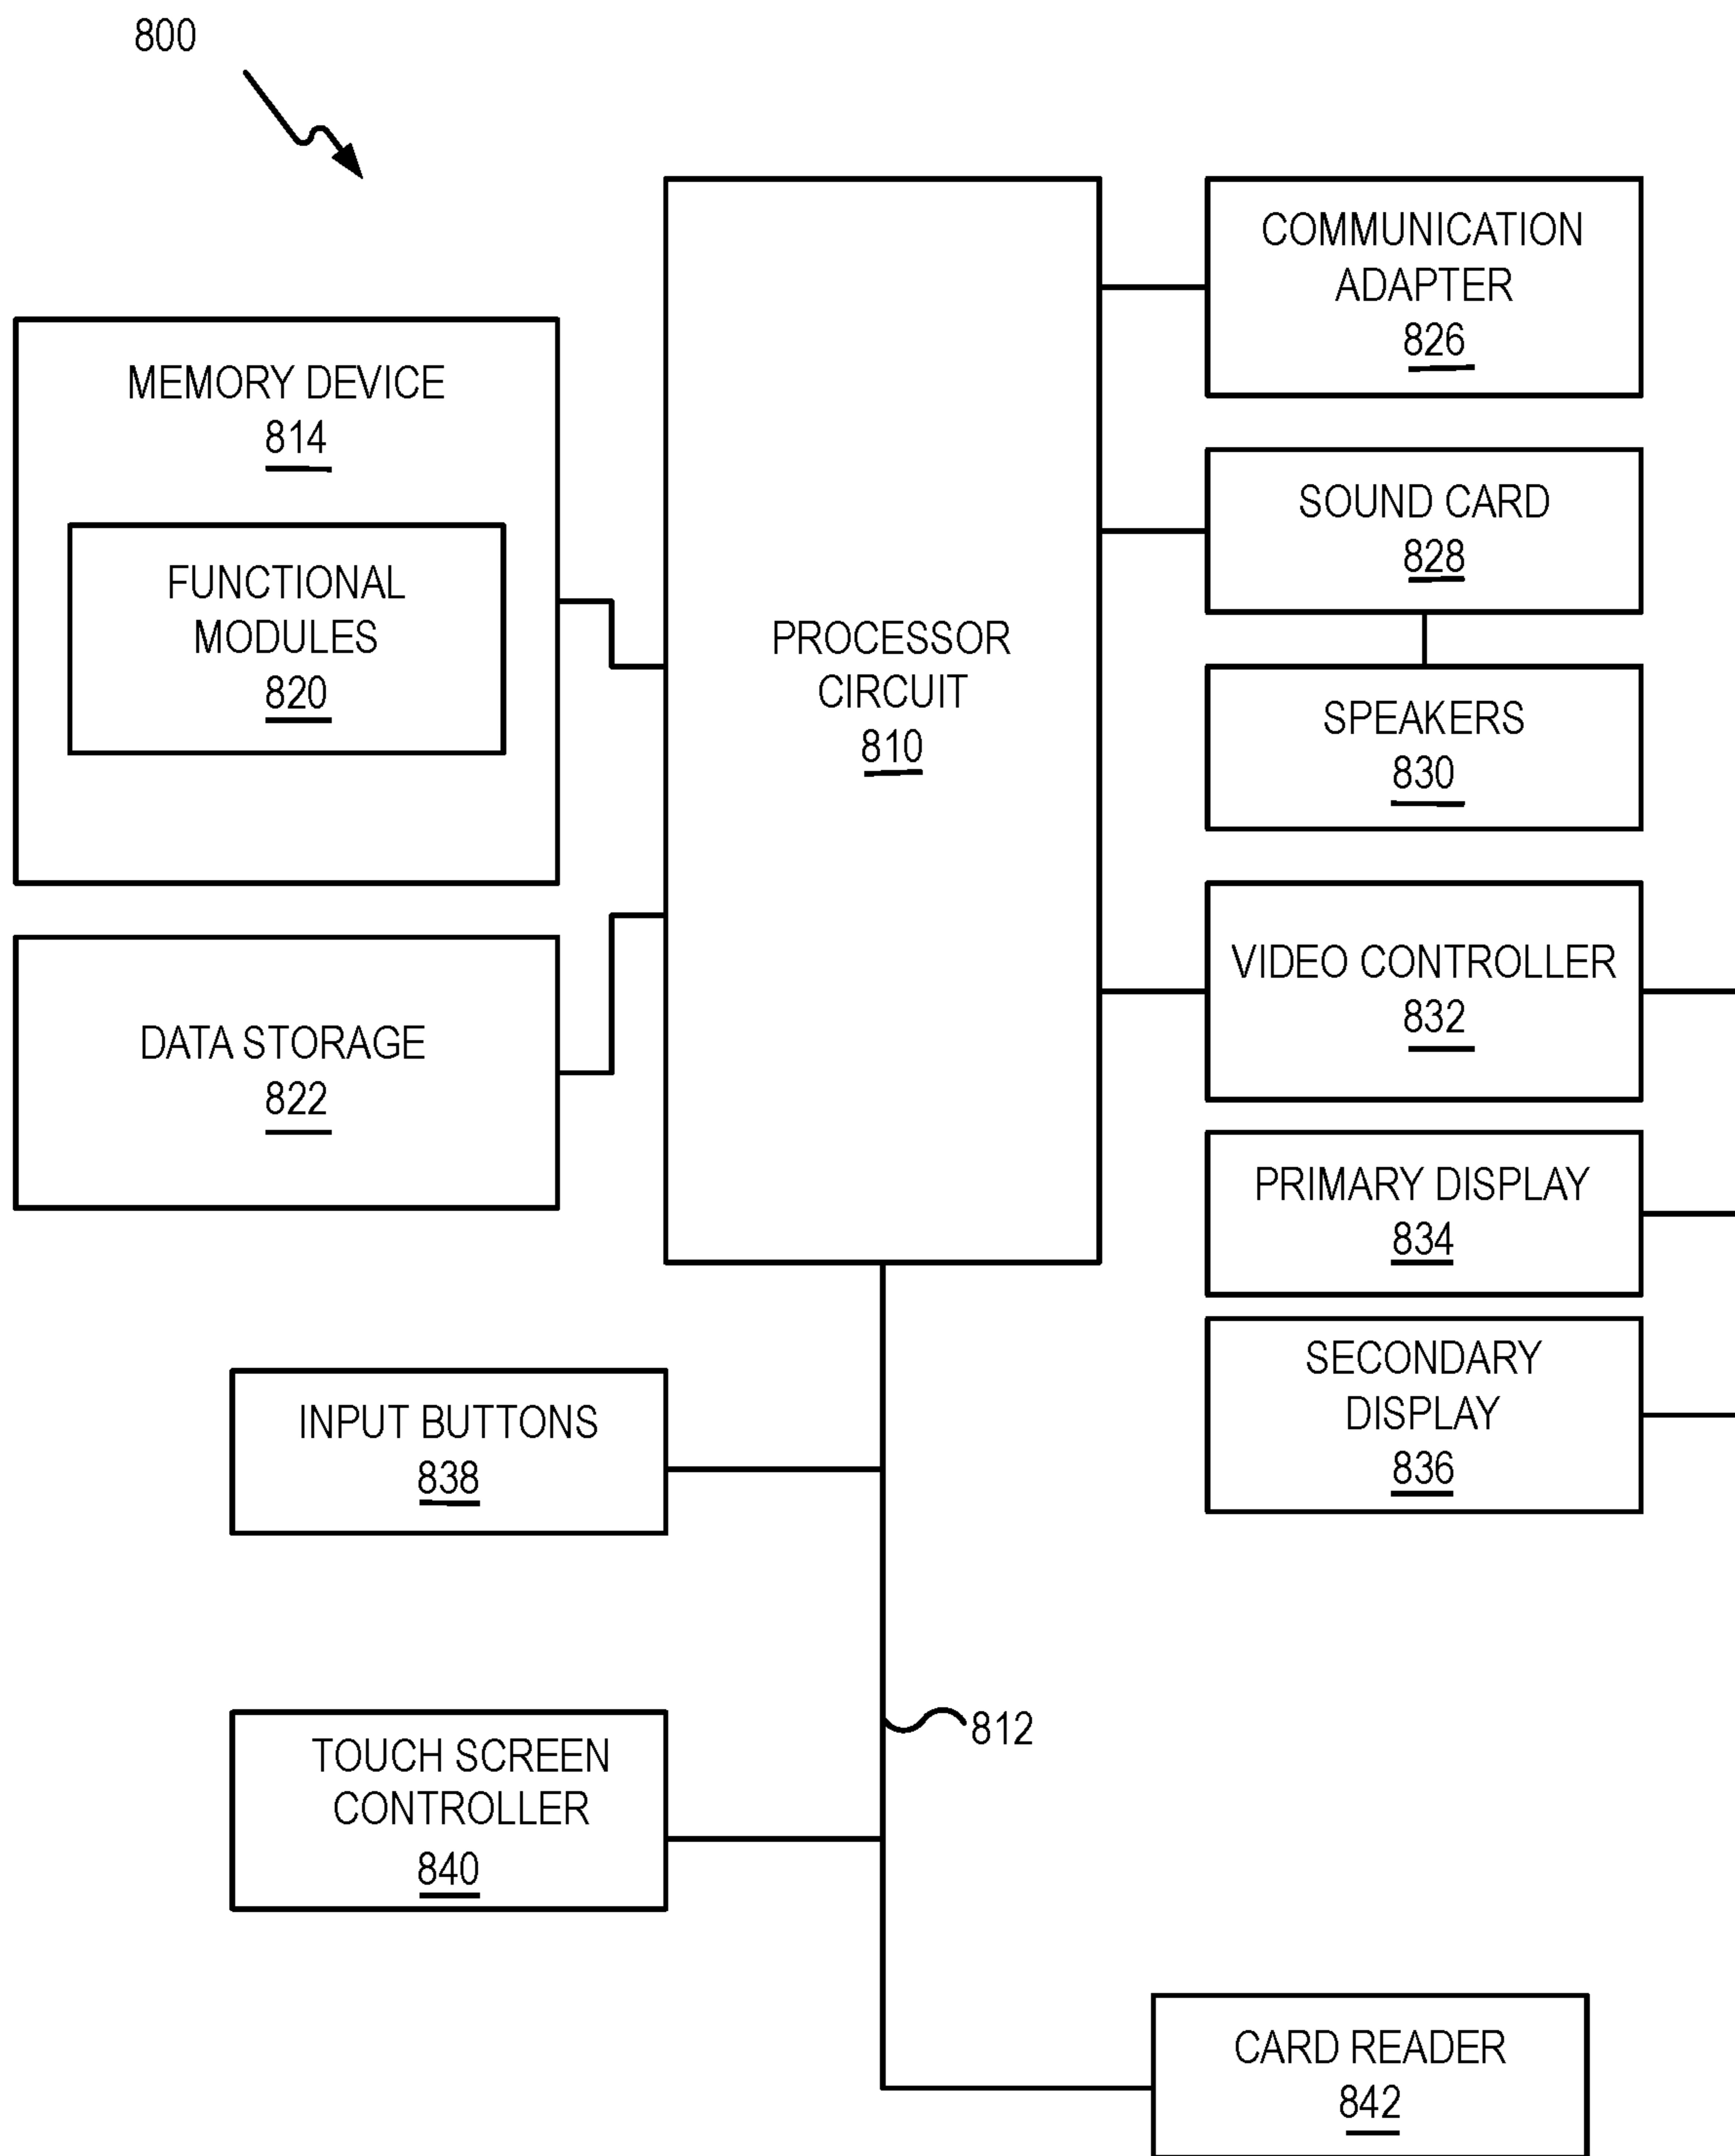 800
MEMORY DEVICE
814
FUNCTIONAL
MODULES
820
DATA STORAGE
822
PROCESSOR
CIRCUIT
810
COMMUNICATION
ADAPTER
826
SOUND CARD
828
SPEAKERS
830
VIDEO CONTROLLER
832
PRIMARY DISPLAY
834
SECONDARY
DISPLAY
836
INPUT BUTTONS
838
812
TOUCH SCREEN
CONTROLLER
840
CARD READER
842